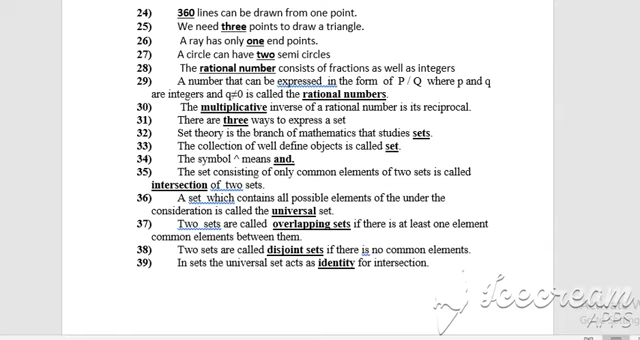 24) 360 lines can be drawn from one point.
25) We need three points to draw a triangle.
26) A ray has only one end points.
27) A circle can have two semi circles
28) The rational number consists of fractions as well as integers
29) A number that can be expressed in the form of P / Q where p and q
are integers and q≠0 is called the rational numbers.
30) The multiplicative inverse of a rational number is its reciprocal.
31) There are three ways to express a set
32) Set theory is the branch of mathematics that studies sets.
33) The collection of well define objects is called set.
34) The symbol ^ means and.
35) The set consisting of only common elements of two sets is called
intersection of two sets.
36) A set which contains all possible elements of the under the
consideration is called the universal set.
37) Two sets are called overlapping sets if there is at least one element
common elements between them.
38) Two sets are called disjoint sets if there is no common elements.
39) In sets the universal set acts as identity for intersection.
Icecream
APPS